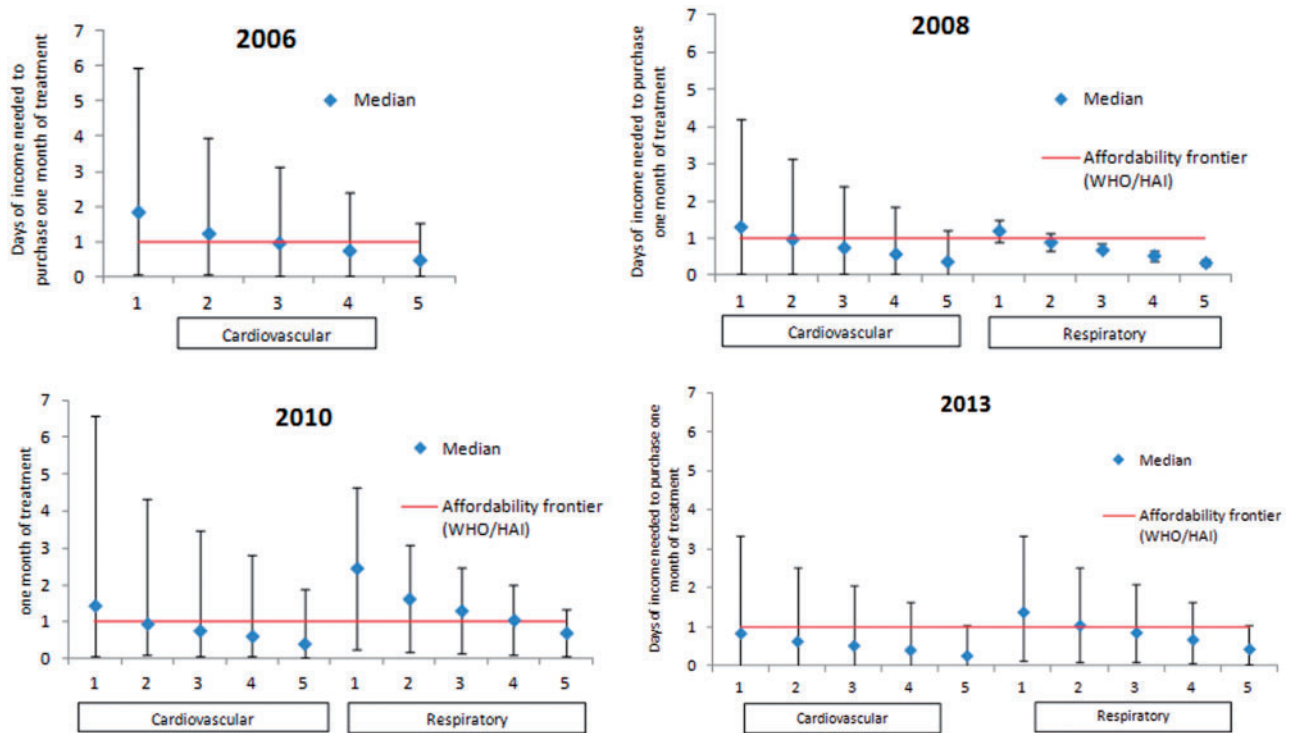 2006
Days of income needed to
purchase one month of treatment
7
6
5
4
3
2
1
0
Median
1 2 3 4 5
Cardiovascular
2008
Days of income needed to purchase
one month of treatment
7
6
5
4
3
2
1
0
Median
Affordability frontier
(WHO/HAI)
1 2 3 4 5 1 2 3 4 5
Cardiovascular Respiratory
2010
one month of treatment
7
6
5
4
3
2
1
0
Median
Affordability frontier
(WHO/HAI)
1 2 3 4 5 1 2 3 4 5
Cardiovascular Respiratory
2013
Days of income needed to purchase one
month of treatment
7
6
5
4
3
2
1
0
Median
Affordability frontier
(WHO/HAI)
1 2 3 4 5 1 2 3 4 5
Cardiovascular Respiratory